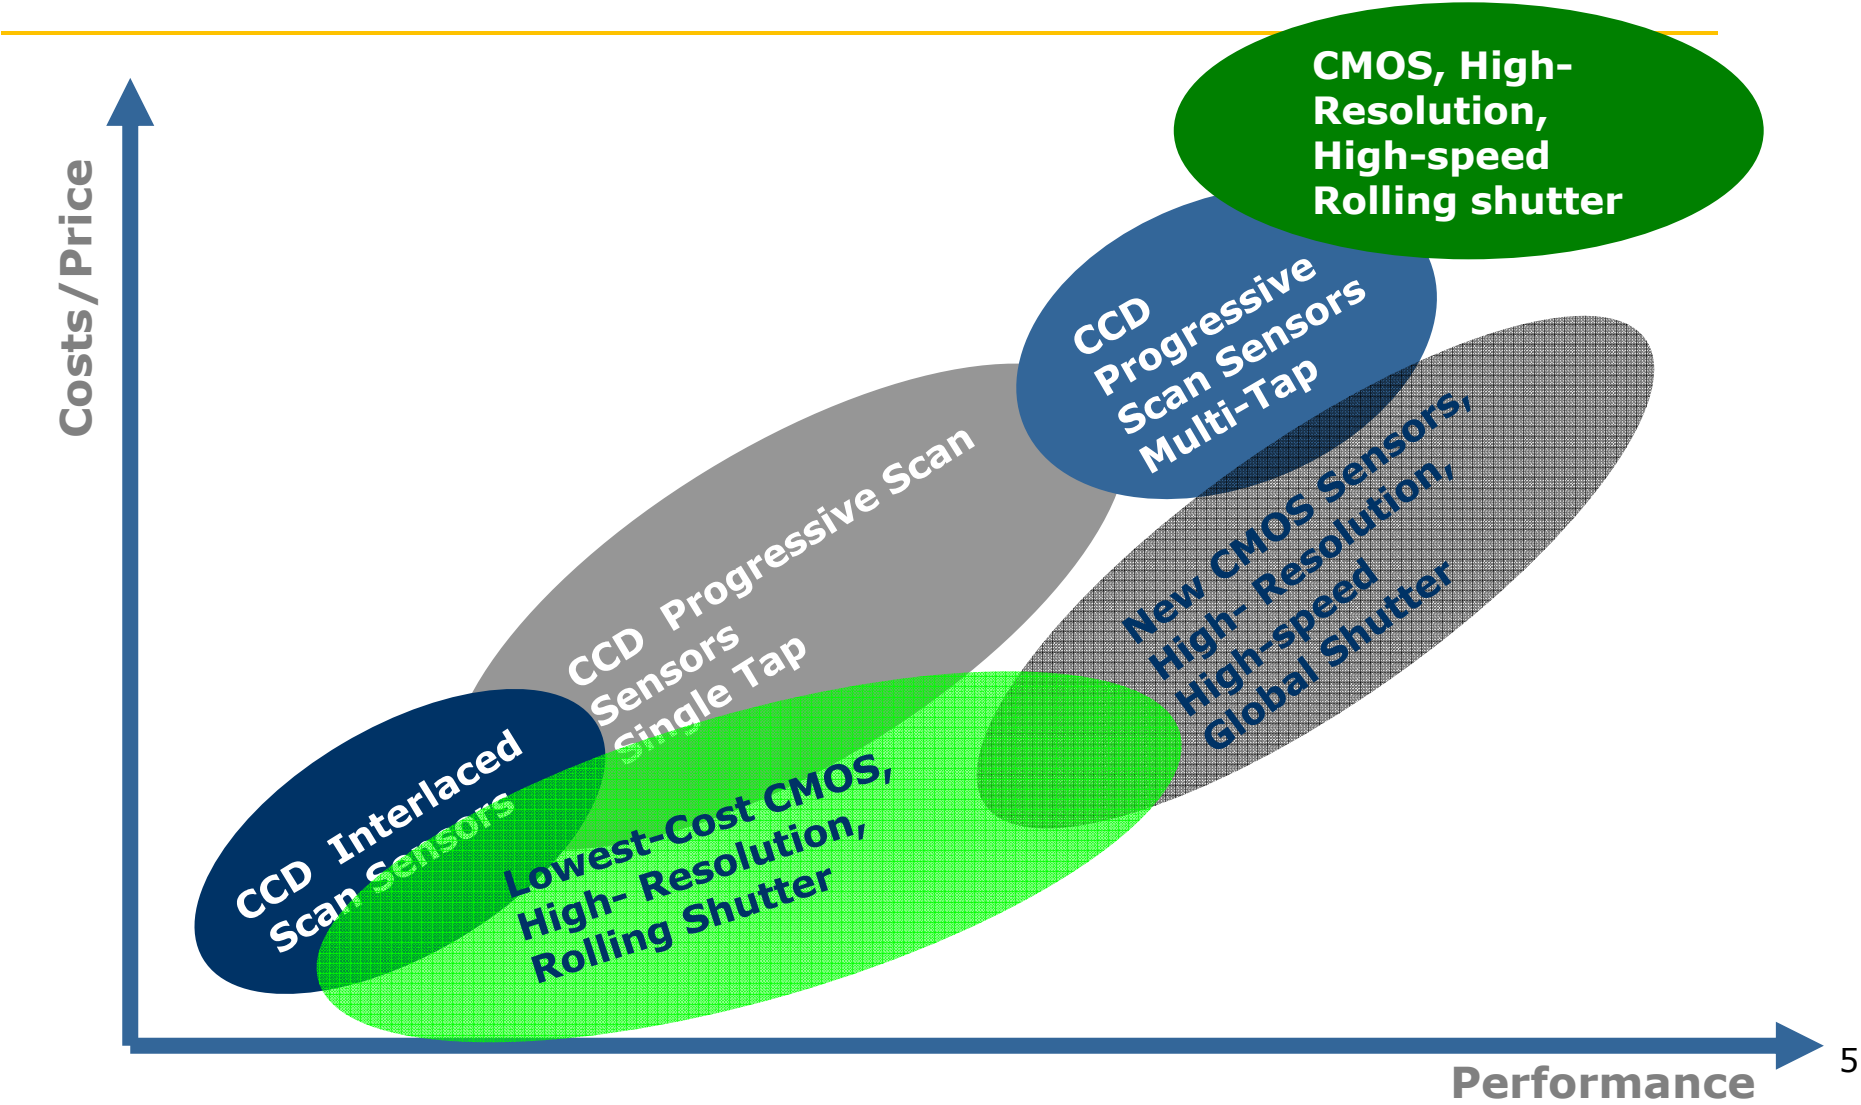 CMOS, High-
Resolution,
High-speed
Rolling shutter
Costs/Price
CCD
Progressive
Scan Sensors
Multi-Tap
CCD Progressive Scan
Sensors
Single Tap
New CMOS Sensors,
High- Resolution,
High-speed
Global Shutter
CCD Interlaced
Scan Sensors
Lowest-Cost CMOS,
High- Resolution,
Rolling Shutter
Performance
5